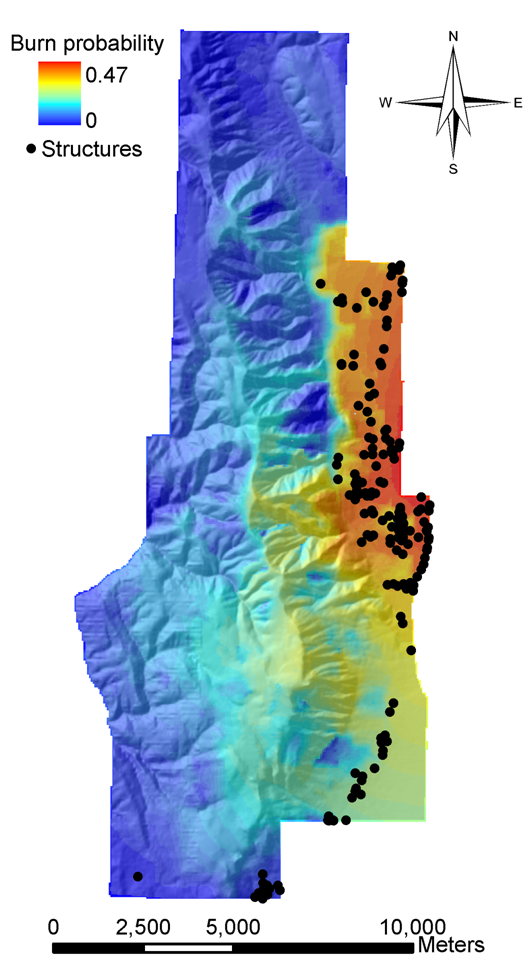 Burn probability
0.47
0
Structures
N
W E
S
0 2,500 5,000 10,000
Meters